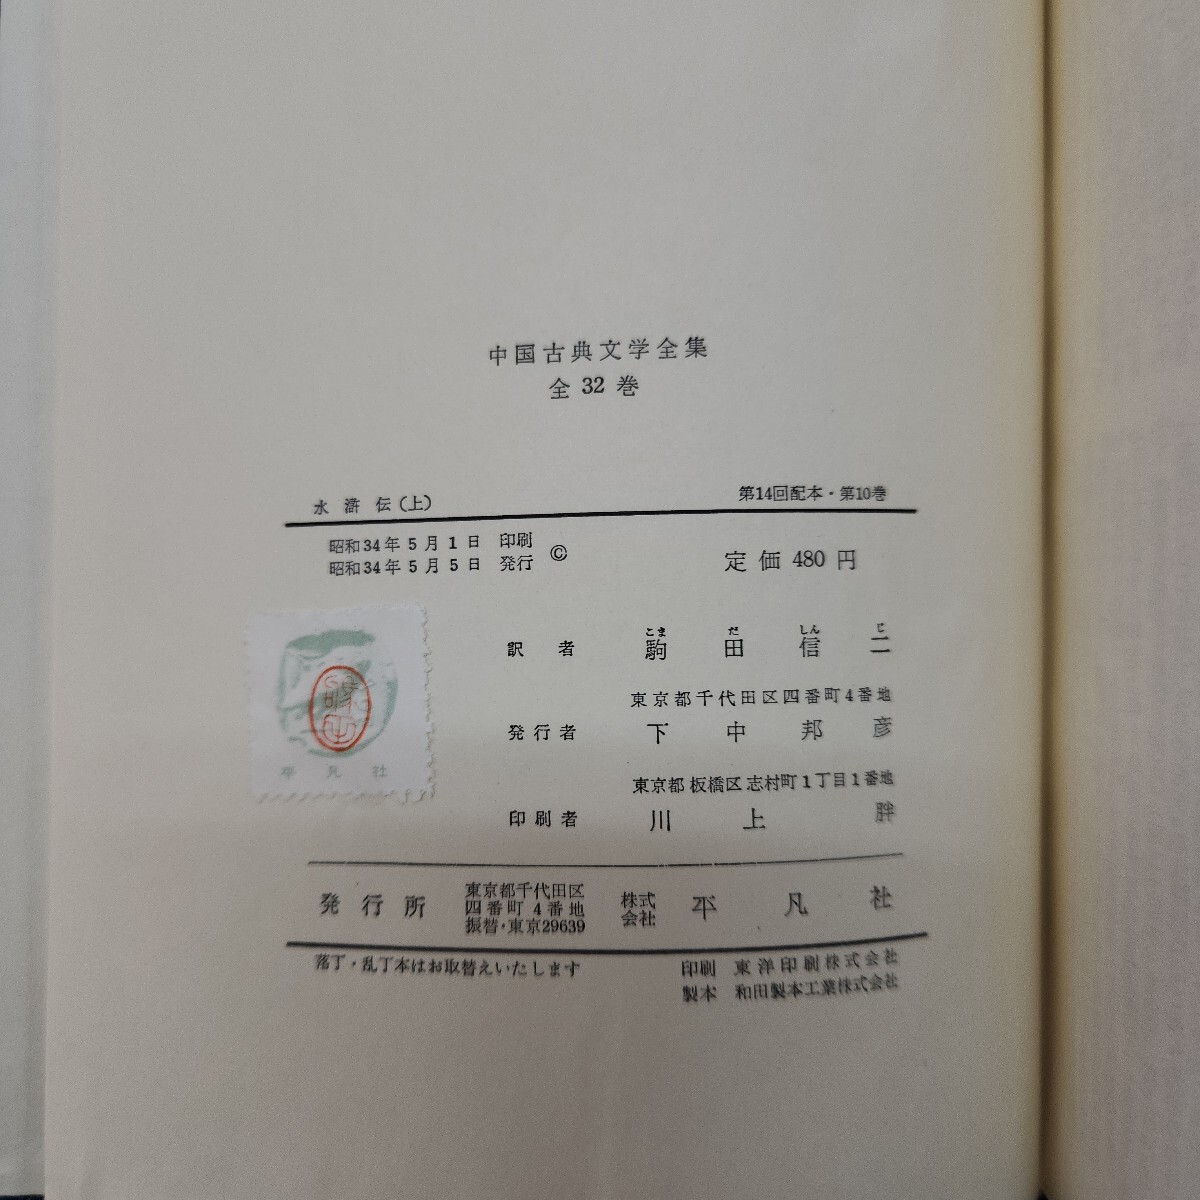 中国古典文学全集
全32巻
水滸伝(上)
第14回配本・第10巻
昭和34年5月1日 印刷
昭和34年5月5日 発行
©
定価480円
こま だ しん じ
訳者 駒田信二
東京都千代田区四番町4番地
発行者 下中邦彦
東京都板橋区志村町1丁目1番地
印刷者 川上胖
発行所
東京都千代田区
四番町4番地
振替・東京29639
株式
会社
平凡社
平凡社
落丁・乱丁本はお取替えいたします
印刷 東洋印刷株式会社
製本 和田製本工業株式会社